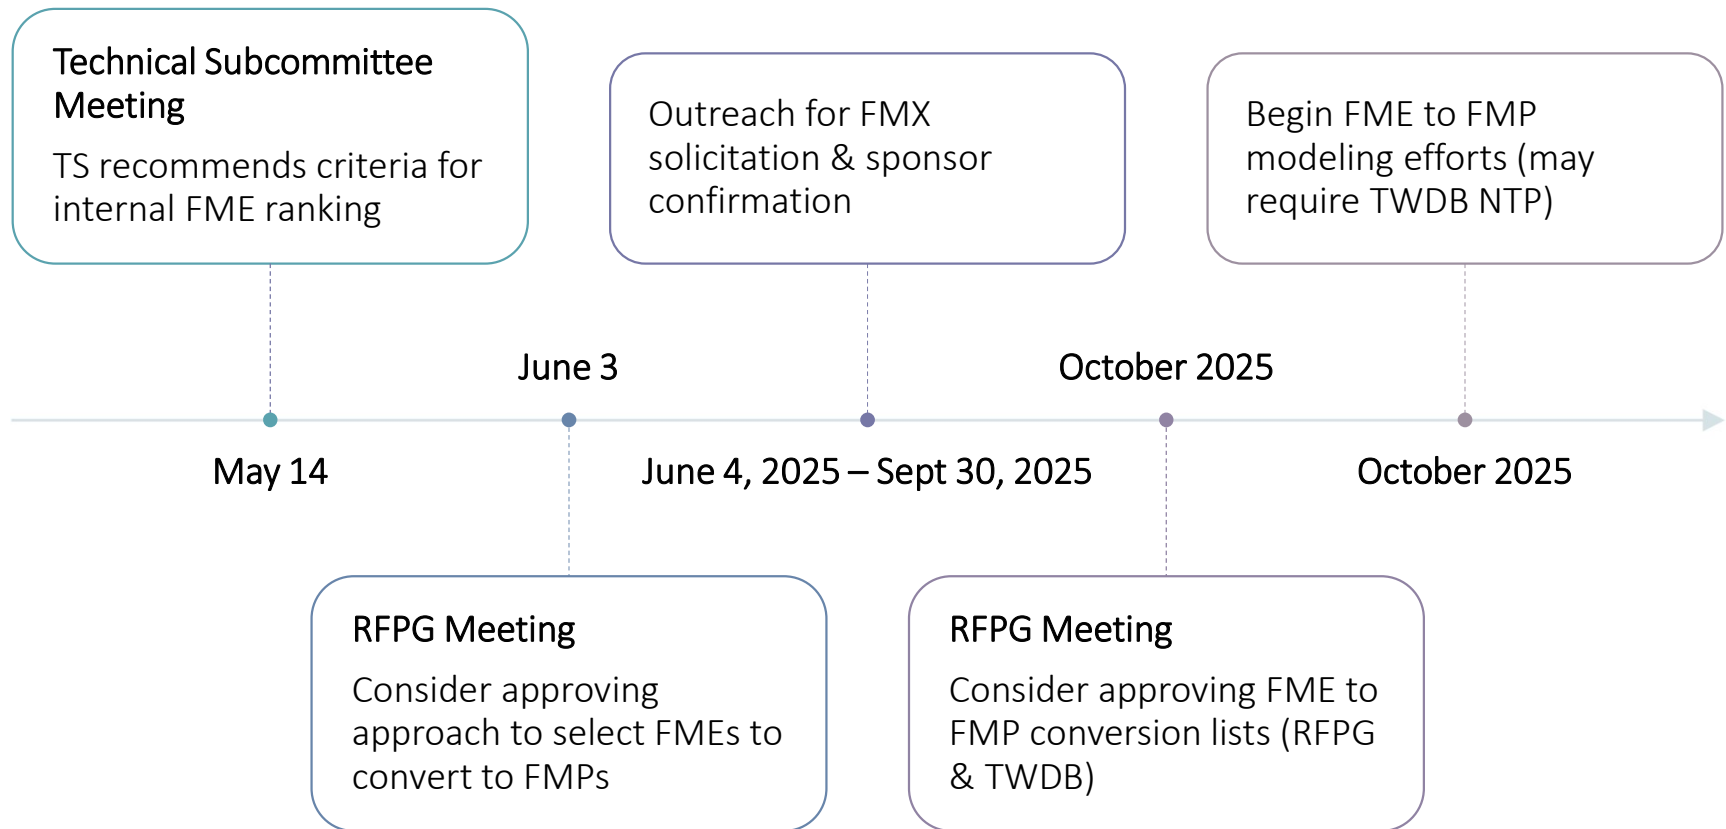 Technical Subcommittee
Meeting
TS recommends criteria for
internal FME ranking
Outreach for FMX
solicitation & sponsor
confirmation
Begin FME to FMP
modeling efforts (may
require TWDB NTP)
June 3
October 2025
May 14
June 4, 2025 – Sept 30, 2025
October 2025
RFPG Meeting
Consider approving
approach to select FMEs to
convert to FMPs
RFPG Meeting
Consider approving FME to
FMP conversion lists (RFPG
& TWDB)